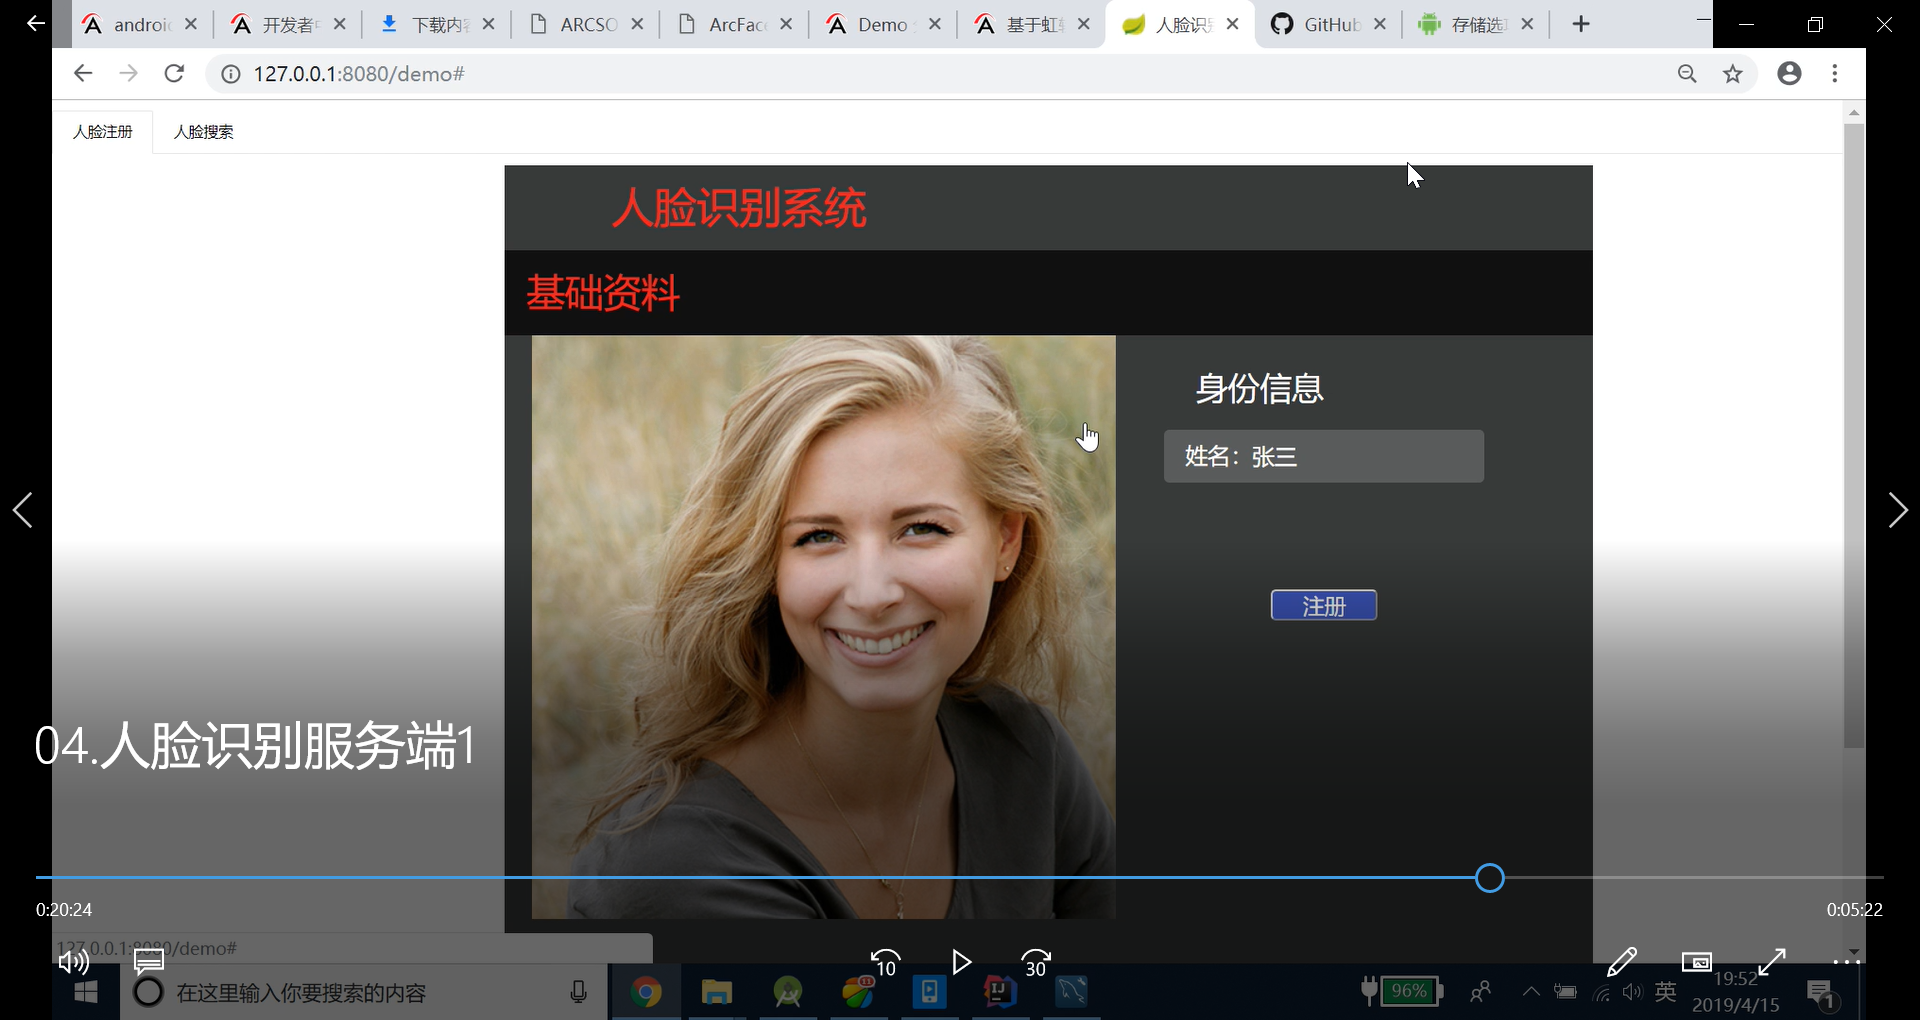 androi
开发者
下载内
ARCSO
ArcFac
Demo
基于虹
人脸识
GitHub
存储选
127.0.0.1:8080/demo#
人脸注册
人脸搜索
人脸识别系统
基础资料
身份信息
姓名：张三
注册
04.人脸识别服务端1
0:20:24
0:05:22
127.0.0.1:8080/demo#
10
30
在这里输入你要搜索的内容
11
IJ
96%
英
19:52
2019/4/15
1